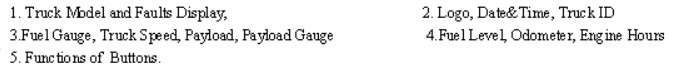 1. Truck Model and Faults Display, 2. Logo, Date&Time, Truck ID
3.Fuel Gauge, Truck Speed, Payload, Payload Gauge 4.Fuel Level, Odometer, Engine Hours
5. Functions of Buttons.